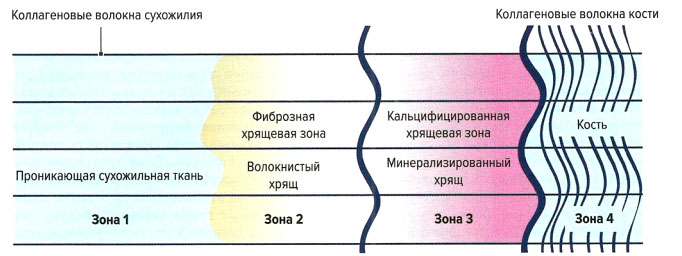 Коллагеновые волокна сухожилия
Коллагеновые волокна кости
Фиброзная
хрящевая зона
Кальцифицированная
хрящевая зона
Кость
Проникающая сухожильная ткань
Волокнистый
хрящ
Минерализированный
хрящ
Зона 1
Зона 2
Зона 3
Зона 4